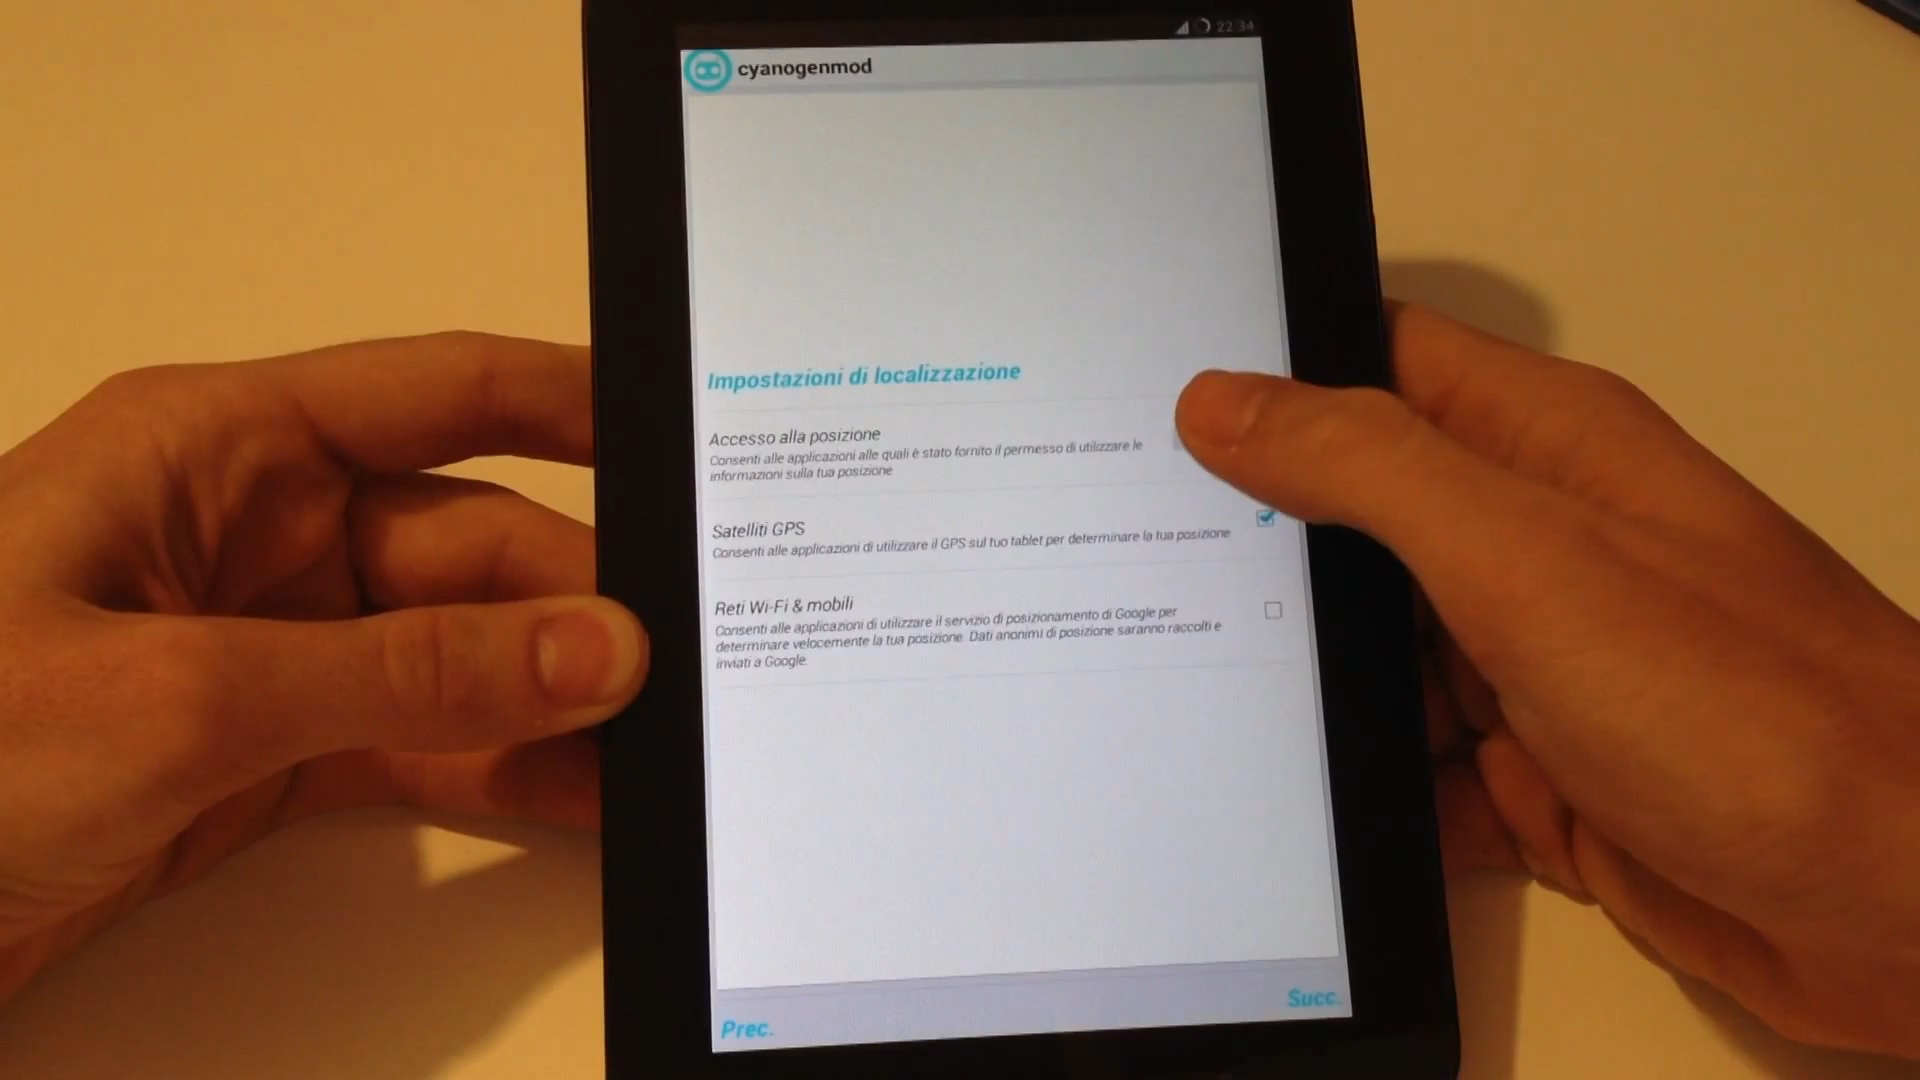 22:34
cyanogenmod
Impostazioni di localizzazione
Accesso alla posizione
Consenti alle applicazioni alle quali è stato fornito il permesso di utilizzare le
informazioni sulla tua posizione
Satelliti GPS
Consenti alle applicazioni di utilizzare il GPS sul tuo tablet per determinare la tua posizione
Reti Wi-Fi & mobili
Consenti alle applicazioni di utilizzare il servizio di posizionamento di Google per
determinare velocemente la tua posizione. Dati anonimi di posizione saranno raccolti e
inviati a Google.
Prec.
Succ.